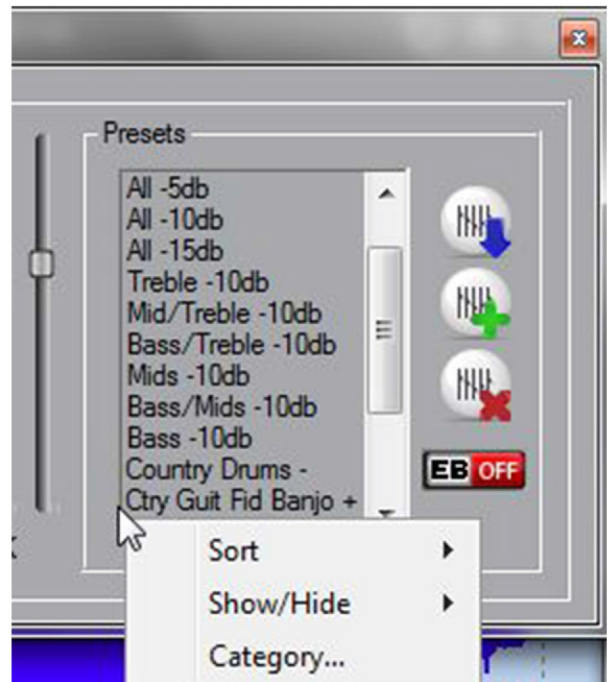 Presets
All -5db
All -10db
All -15db
Treble -10db
Mid/Treble -10db
Bass/Treble -10db
Mids -10db
Bass/Mids -10db
Bass -10db
Country Drums -
Ctry Guit Fid Banjo +
EB OFF
Sort
Show/Hide
Category...